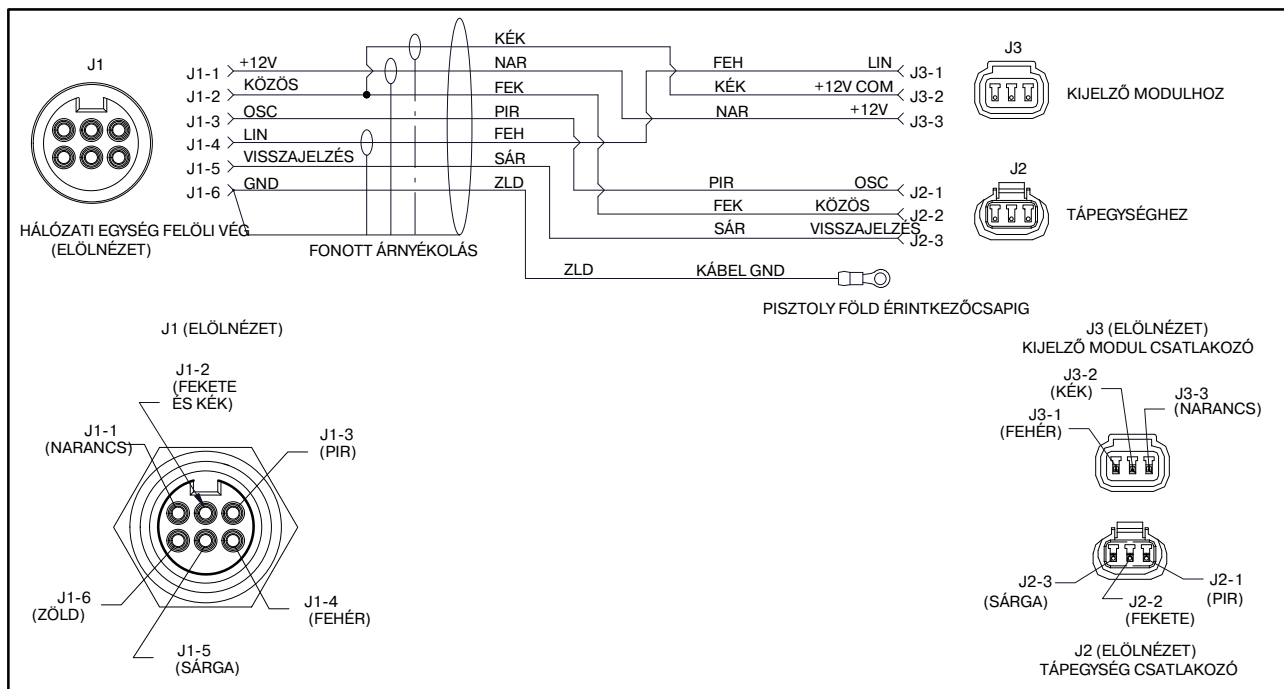 J1
J1-1
+12V
KÉK
NAR
FEH
LIN
J3-1
J3
J1-2
KÖZÖS
FEK
KÉK
+12V COM
J3-2
KIJELZŐ MODULHOZ
J1-3
OSC
PIR
NAR
+12V
J3-3
J1-4
LIN
FEH
J1-5
VISSZAJELZÉS
SÁR
J1-6
GND
ZLD
PIR
OSC
J2-1
J2
FEK
KÖZÖS
J2-2
TÁPEGYSÉGHEZ
SÁR
VISSZAJELZÉS
J2-3
HÁLÓZATI EGYSÉG FELÖLI VÉG
(ELÖLNÉZET)
FONOTT ÁRNYÉKOLÁS
ZLD
KÁBEL GND
PISZTOLY FÖLD ÉRINTKEZŐCSAPIG
J1 (ELÖLNÉZET)
J1-2
(FEKETE
ÉS KÉK)
J1-1
(NARANCS)
J1-3
(PIR)
J1-6
(ZÖLD)
J1-4
(FEHÉR)
J1-5
(SÁRGA)
J3 (ELÖLNÉZET)
KIJELZŐ MODUL CSATLAKOZÓ
J3-2
(KÉK)
J3-3
(NARANCS)
J3-1
(FEHÉR)
J2-3
(SÁRGA)
J2-2
(FEKETE)
J2-1
(PIR)
J2 (ELÖLNÉZET)
TÁPEGYSÉG CSATLAKOZÓ